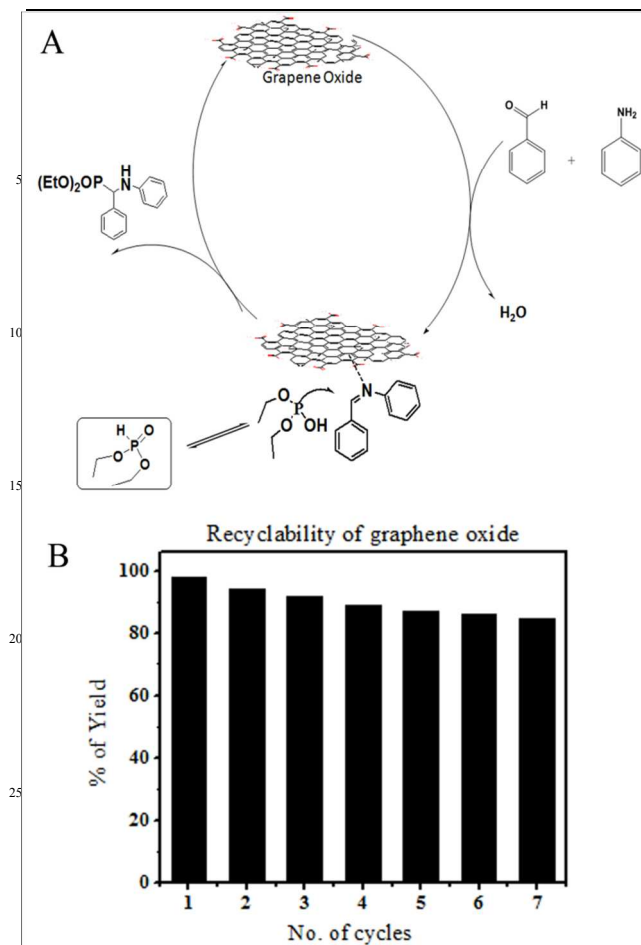 A
Grapene Oxide
O
H
NH₂
+
5
(EtO)₂OP
H
N
H₂O
10
N
O
P
OH
O
H
O
P
O
O
15
B
Recyclability of graphene oxide
% of Yield
100
80
60
40
20
0
20
25
1 2 3 4 5 6 7
No. of cycles